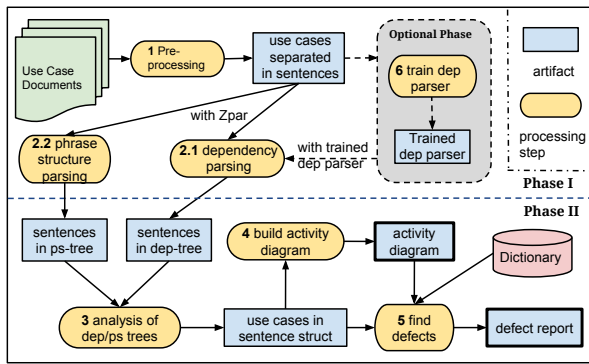 Use Case
Documents
1 Pre-
processing
use cases
separated
in sentences
Optional Phase
6 train dep
parser
Trained
dep parser
artifact
processing
step
Phase I
with Zpar
2.2 phrase
structure
parsing
2.1 dependency
parsing
with trained
dep parser
Phase II
sentences
in ps-tree
sentences
in dep-tree
4 build activity
diagram
activity
diagram
Dictionary
3 analysis of
dep/ps trees
use cases in
sentence struct
5 find
defects
defect report